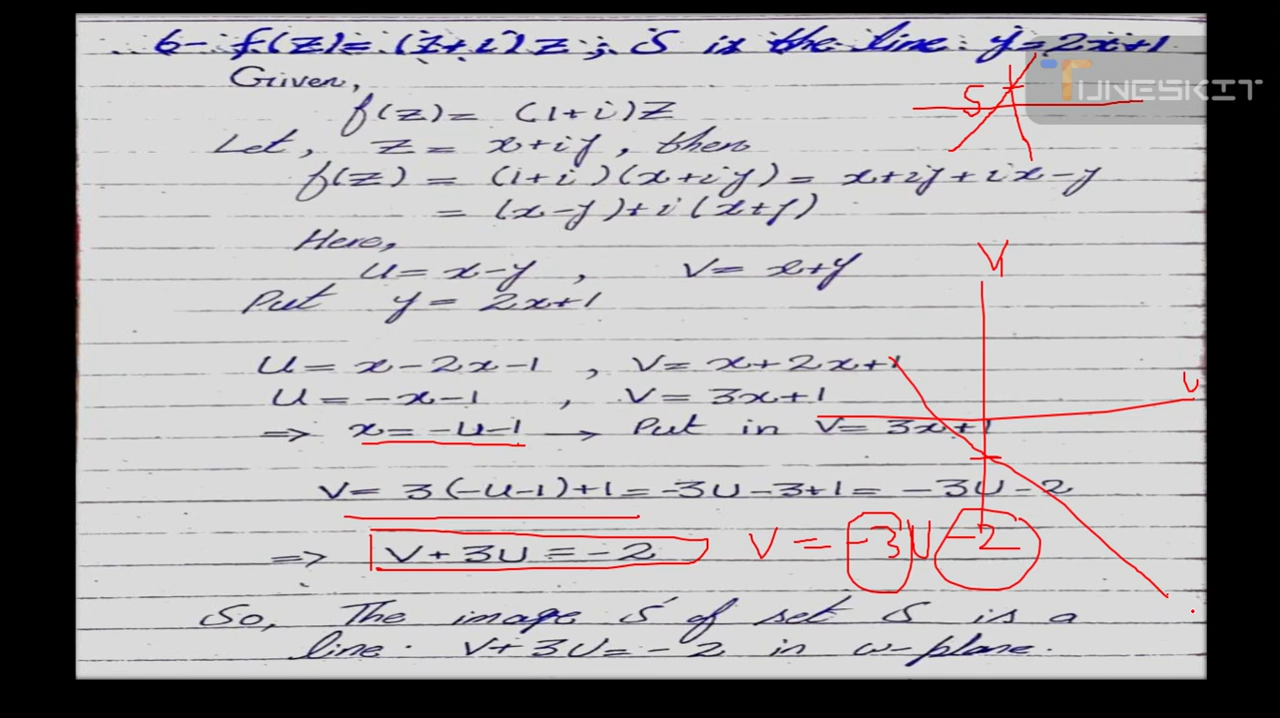 6- f(z)= (z+i)z ; S is the line: y=2x+1
TUNESKIT
Given,
S
f(z)= (1+i)Z
Let, z= x+iy, then
f(z) = (1+i)(x+iy)= x+iy+ix-y
= (x-y)+i(x+y)
Here,
V
u= x-y , V= x+y
Put y= 2x+1
U= x-2x-1 , V= x+2x+1
U= -x-1 , V= 3x+1
U
=> x= -u-1 → Put in V= 3x+1
V= 3(-u-1)+1=-3U-3+1= -3U-2
=> V+3U=-2 V = -3U-2
So, The image S' of set S is a
line. V+3U=-2 in w-plane.